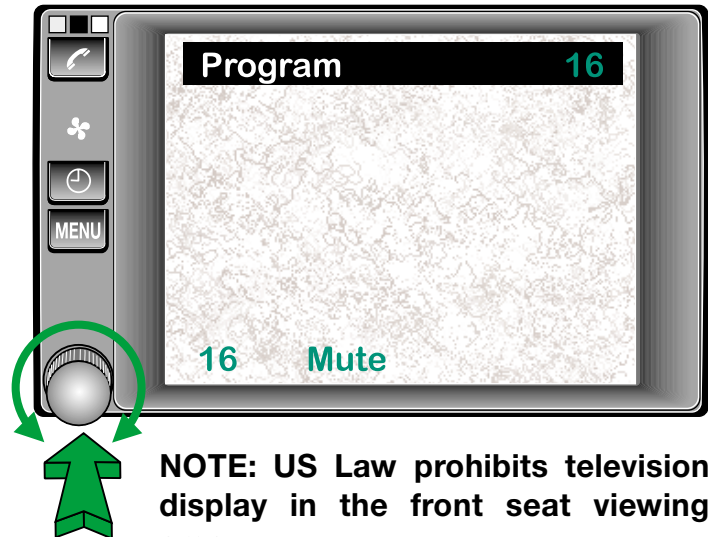 Program 16
MENU
16 Mute
NOTE: US Law prohibits television
display in the front seat viewing